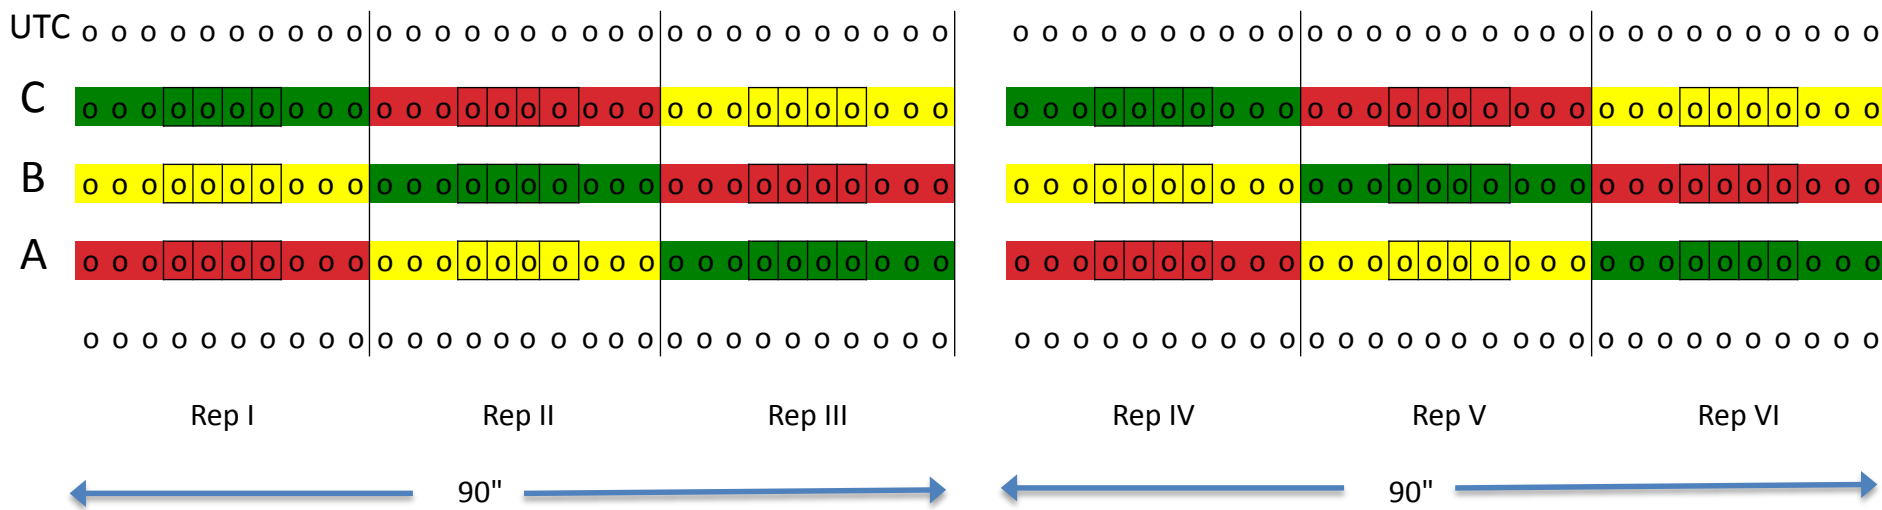 UTC o o o o o o o o o o o o o o o o o o o o o o o o o o o o o o o o o o o o o o o o o o o o o o o o o o o o o o o o o o o o
C o o o o o o o o o o o o o o o o o o o o o o o o o o o o o o o o o o o o o o o o o o o o o o o o o o o o o o o o o o o o
B o o o o o o o o o o o o o o o o o o o o o o o o o o o o o o o o o o o o o o o o o o o o o o o o o o o o o o o o o o o o
A o o o o o o o o o o o o o o o o o o o o o o o o o o o o o o o o o o o o o o o o o o o o o o o o o o o o o o o o o o o o
o o o o o o o o o o o o o o o o o o o o o o o o o o o o o o o o o o o o o o o o o o o o o o o o o o o o o o o o o o o o
Rep I Rep II Rep III Rep IV Rep V Rep VI
90" 90"